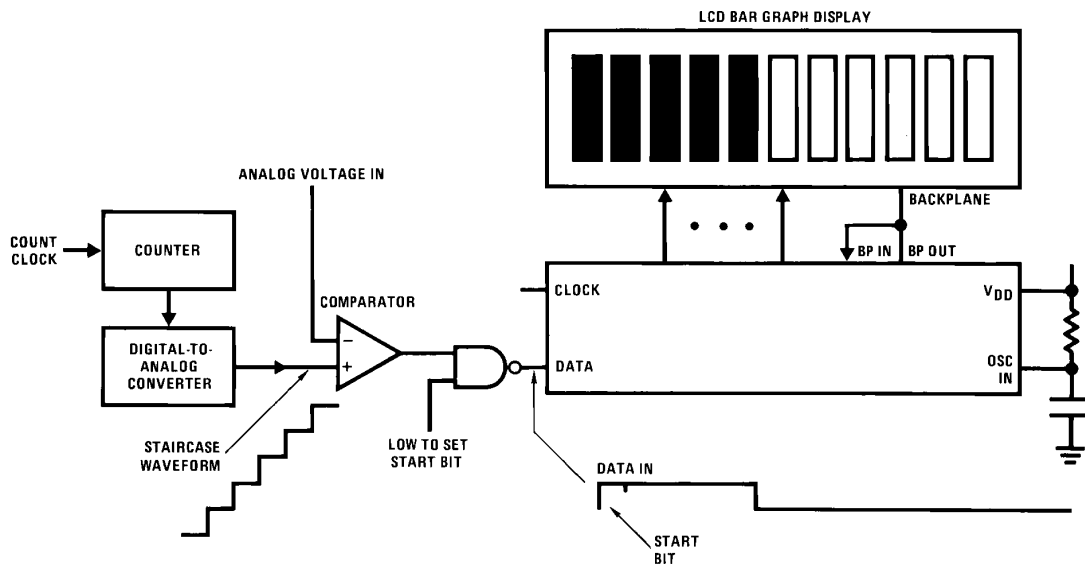 LCD BAR GRAPH DISPLAY
ANALOG VOLTAGE IN
BACKPLANE
COUNT
CLOCK
COUNTER
BP IN
BP OUT
COMPARATOR
CLOCK
VDD
DIGITAL-TO-
ANALOG
CONVERTER
−
+
DATA
OSC
IN
STAIRCASE
WAVEFORM
LOW TO SET
START BIT
DATA IN
START
BIT